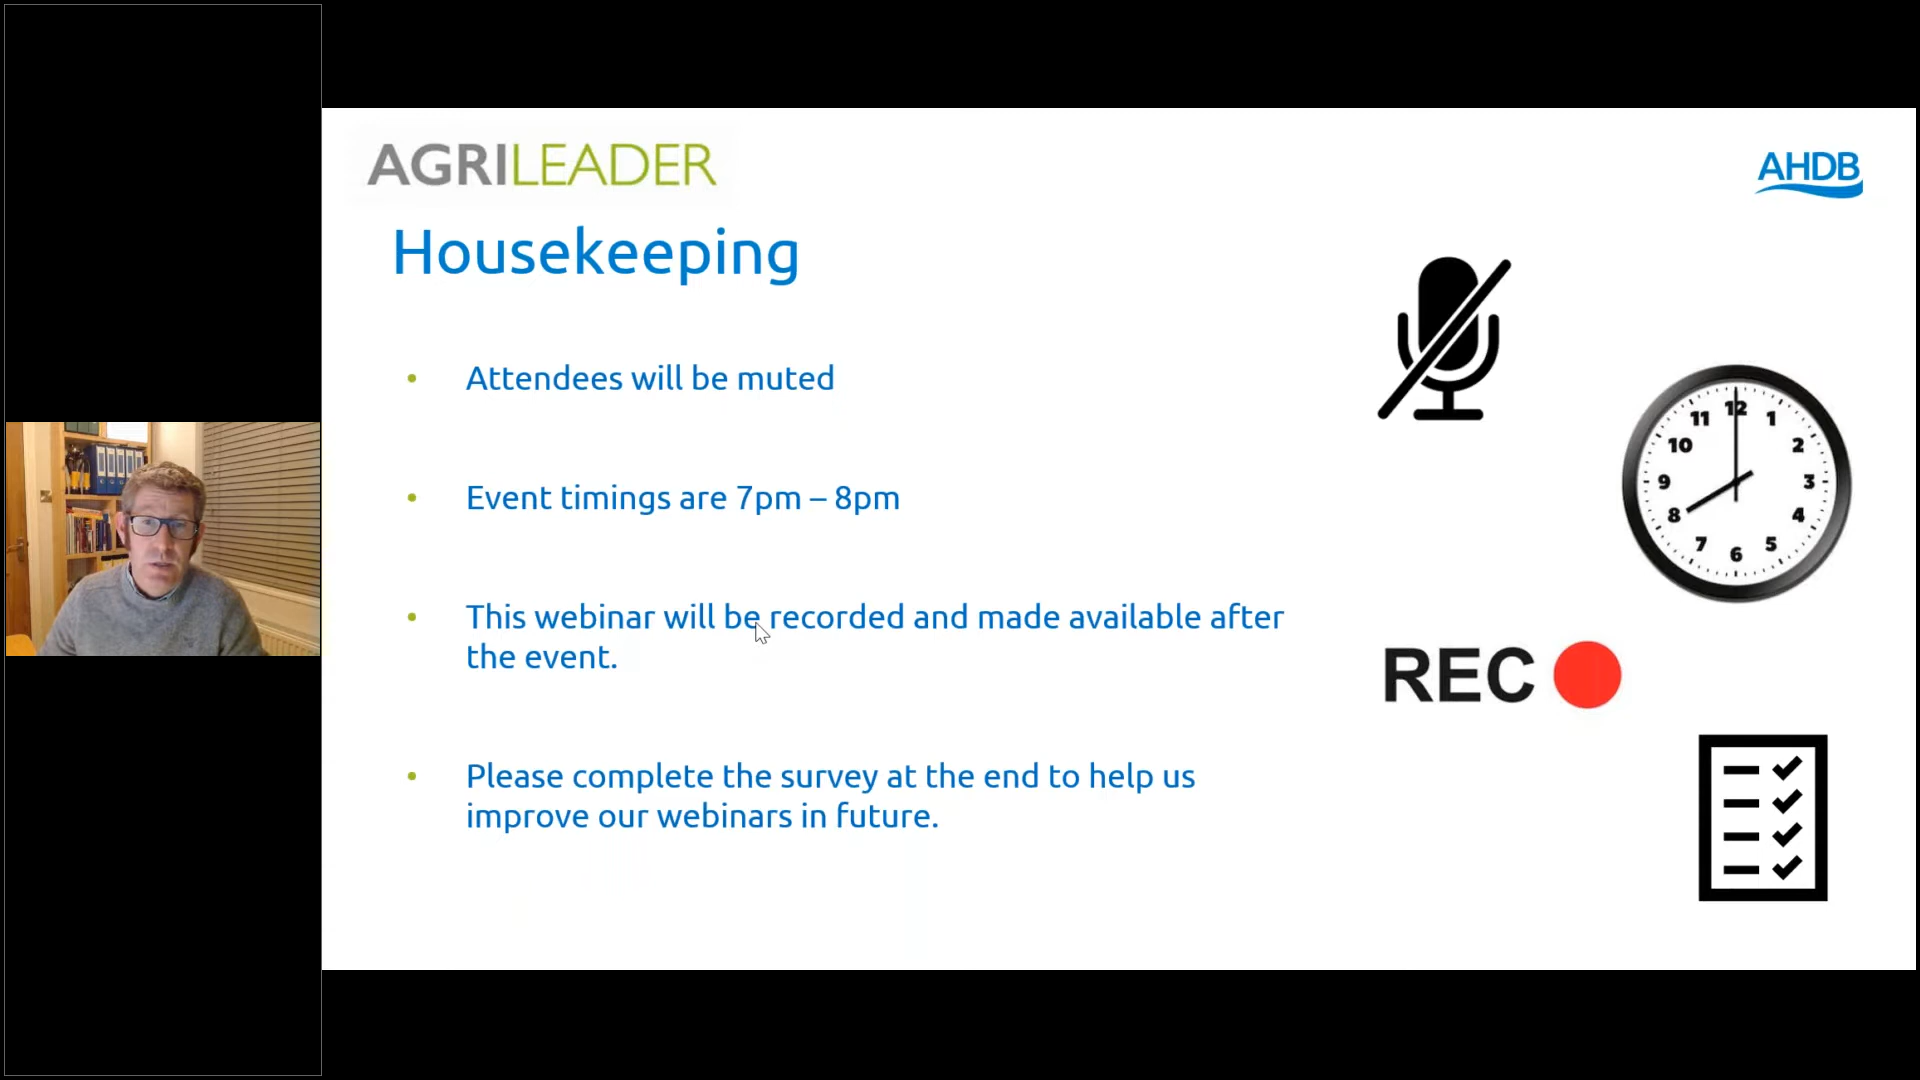 AGRILEADER
AHDB
Housekeeping
• Attendees will be muted
• Event timings are 7pm – 8pm
• This webinar will be recorded and made available after
the event.
• Please complete the survey at the end to help us
improve our webinars in future.
12
11 1
10 2
9 3
8 4
7 5
6
REC